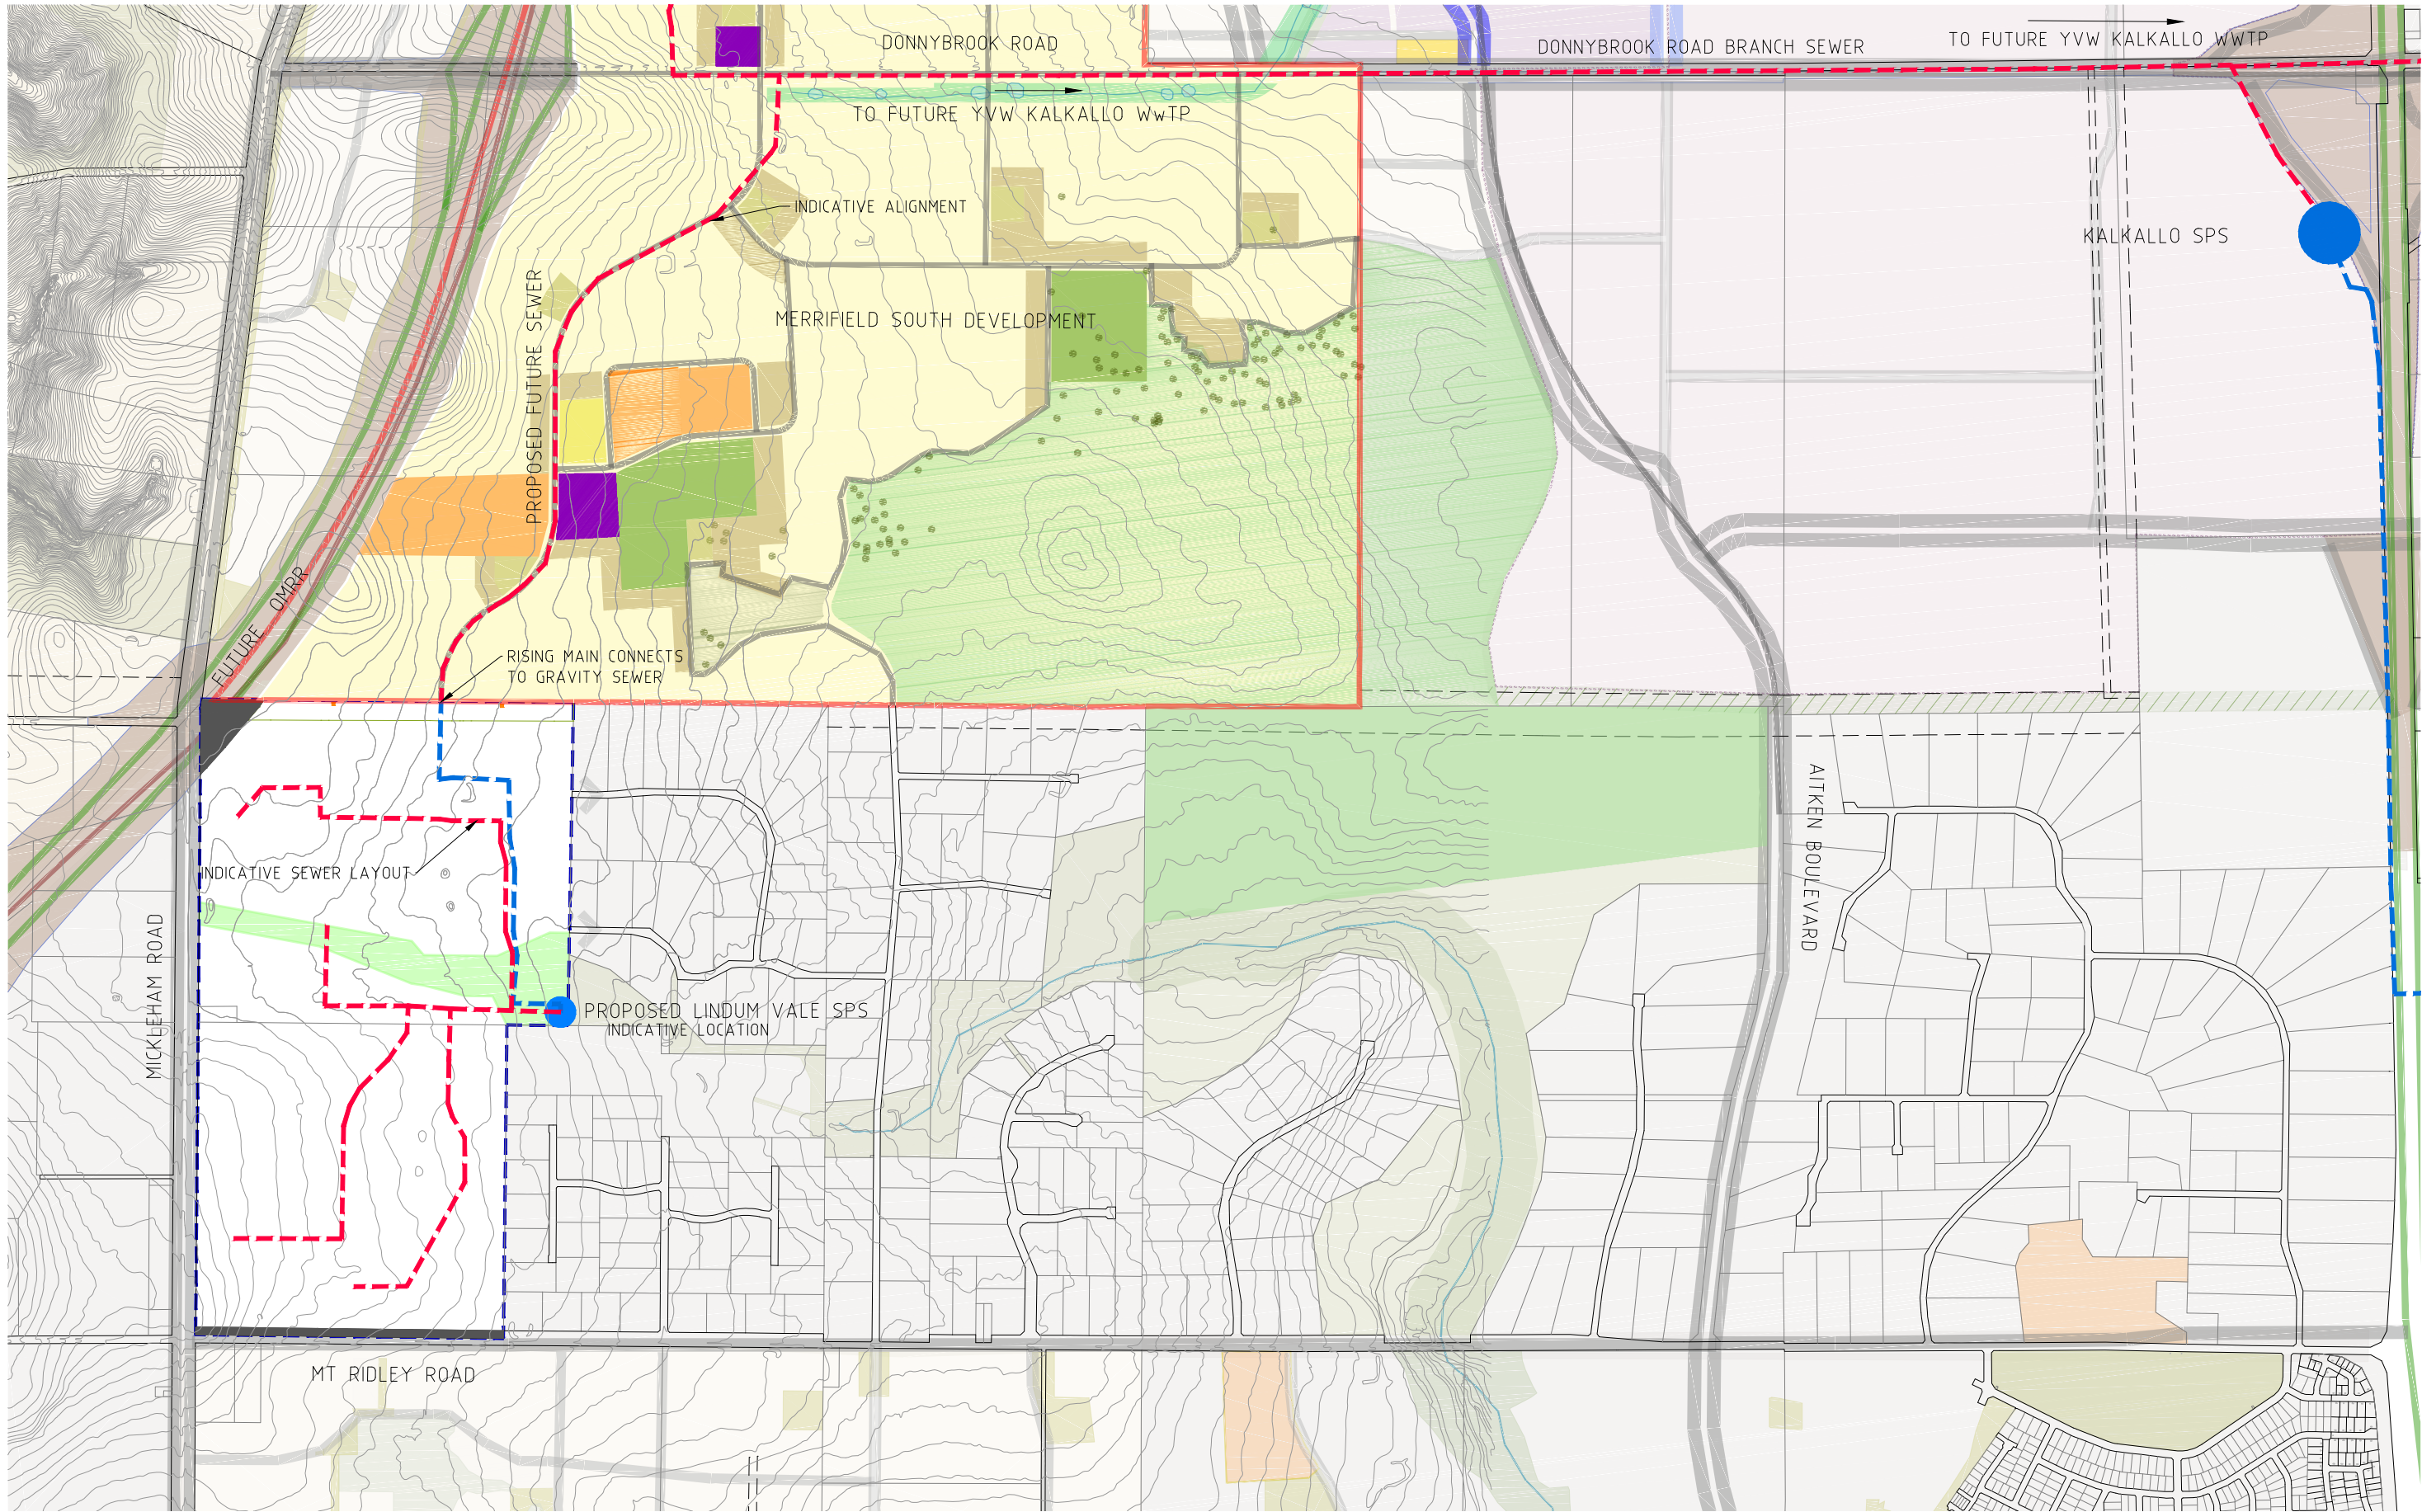 TO FUTURE YVW KALKALLO WWTP
DONNYBROOK ROAD
DONNYBROOK ROAD BRANCH SEWER
TO FUTURE YVW KALKALLO WwTP
INDICATIVE ALIGNMENT
KALKALLO SPS
PROPOSED FUTURE SEWER
MERRIFIELD SOUTH DEVELOPMENT
FUTURE OMRR
RISING MAIN CONNECTS
TO GRAVITY SEWER
AITKEN BOULEVARD
INDICATIVE SEWER LAYOUT
MICKLEHAM ROAD
PROPOSED LINDUM VALE SPS
INDICATIVE LOCATION
MT RIDLEY ROAD